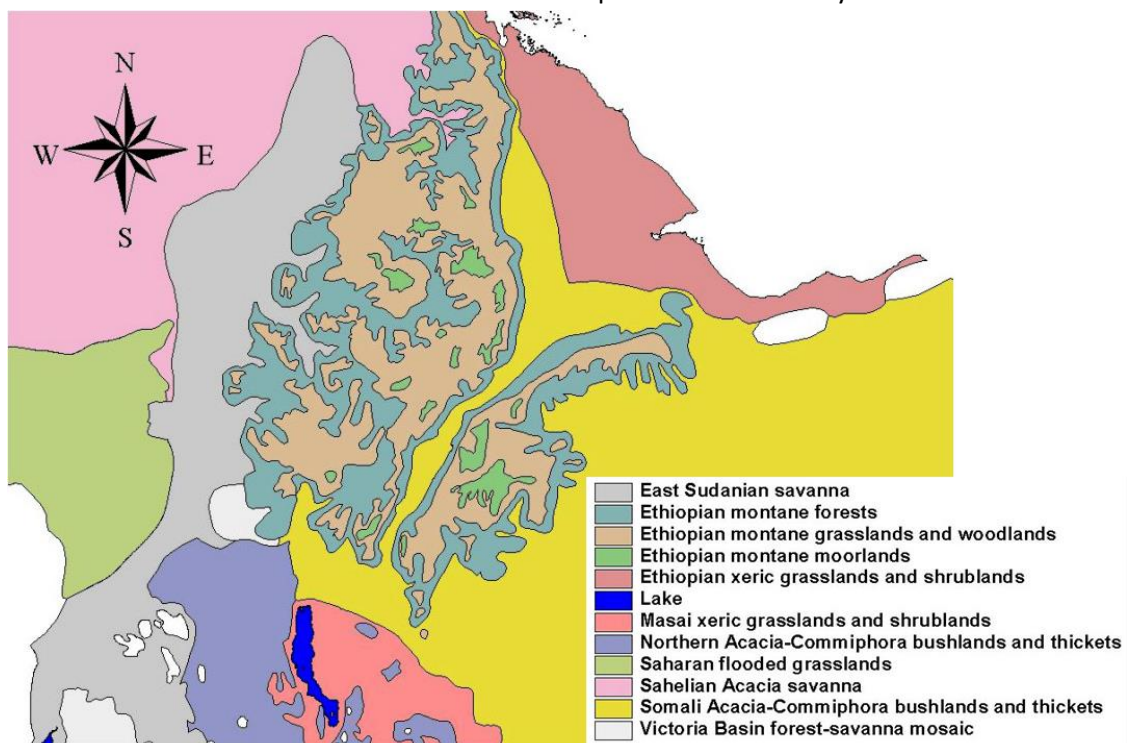 N
W E
S
East Sudanian savanna
Ethiopian montane forests
Ethiopian montane grasslands and woodlands
Ethiopian montane moorlands
Ethiopian xeric grasslands and shrublands
Lake
Masai xeric grasslands and shrublands
Northern Acacia-Commiphora bushlands and thickets
Saharan flooded grasslands
Sahelian Acacia savanna
Somali Acacia-Commiphora bushlands and thickets
Victoria Basin forest-savanna mosaic